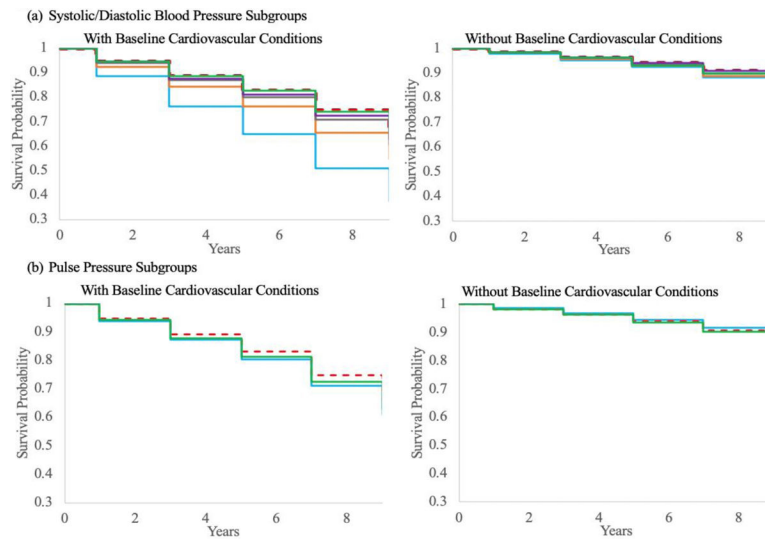 (a) Systolic/Diastolic Blood Pressure Subgroups
With Baseline Cardiovascular Conditions
Without Baseline Cardiovascular Conditions
Survival Probability
1
0.9
0.8
0.7
0.6
0.5
0.4
0.3
0 2 4 6 8
Years
Survival Probability
1
0.9
0.8
0.7
0.6
0.5
0.4
0.3
0 2 4 6 8
Years
(b) Pulse Pressure Subgroups
With Baseline Cardiovascular Conditions
Without Baseline Cardiovascular Conditions
Survival Probability
1
0.9
0.8
0.7
0.6
0.5
0.4
0.3
0 2 4 6 8
Years
Survival Probability
1
0.9
0.8
0.7
0.6
0.5
0.4
0.3
0 2 4 6 8
Years